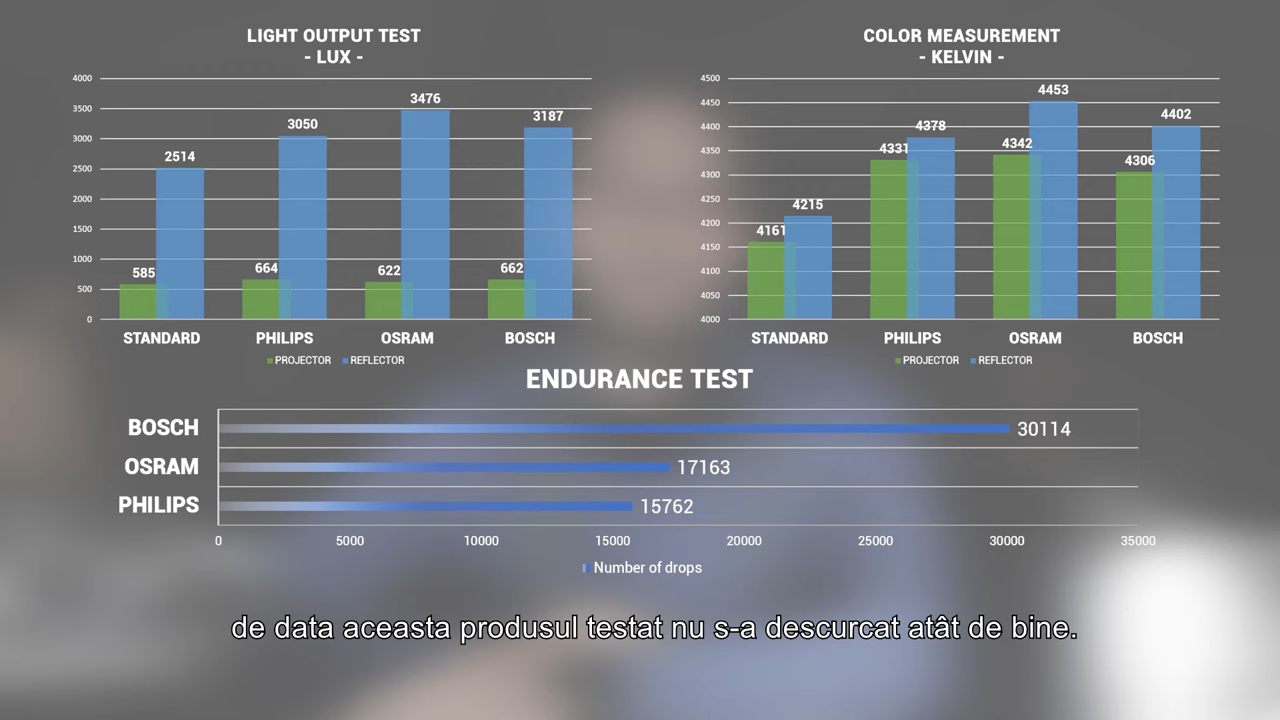 LIGHT OUTPUT TEST
- LUX -
4000
3500
3000
2500
2000
1500
1000
500
0
585
2514
664
3050
622
3476
662
3187
STANDARD
PHILIPS
OSRAM
BOSCH
PROJECTOR
REFLECTOR
COLOR MEASUREMENT
- KELVIN -
4500
4450
4400
4350
4300
4250
4200
4150
4100
4050
4000
4161
4215
4331
4378
4342
4453
4306
4402
STANDARD
PHILIPS
OSRAM
BOSCH
PROJECTOR
REFLECTOR
ENDURANCE TEST
BOSCH
30114
OSRAM
17163
PHILIPS
15762
0
5000
10000
15000
20000
25000
30000
35000
Number of drops
de data aceasta produsul testat nu s-a descurcat atât de bine.